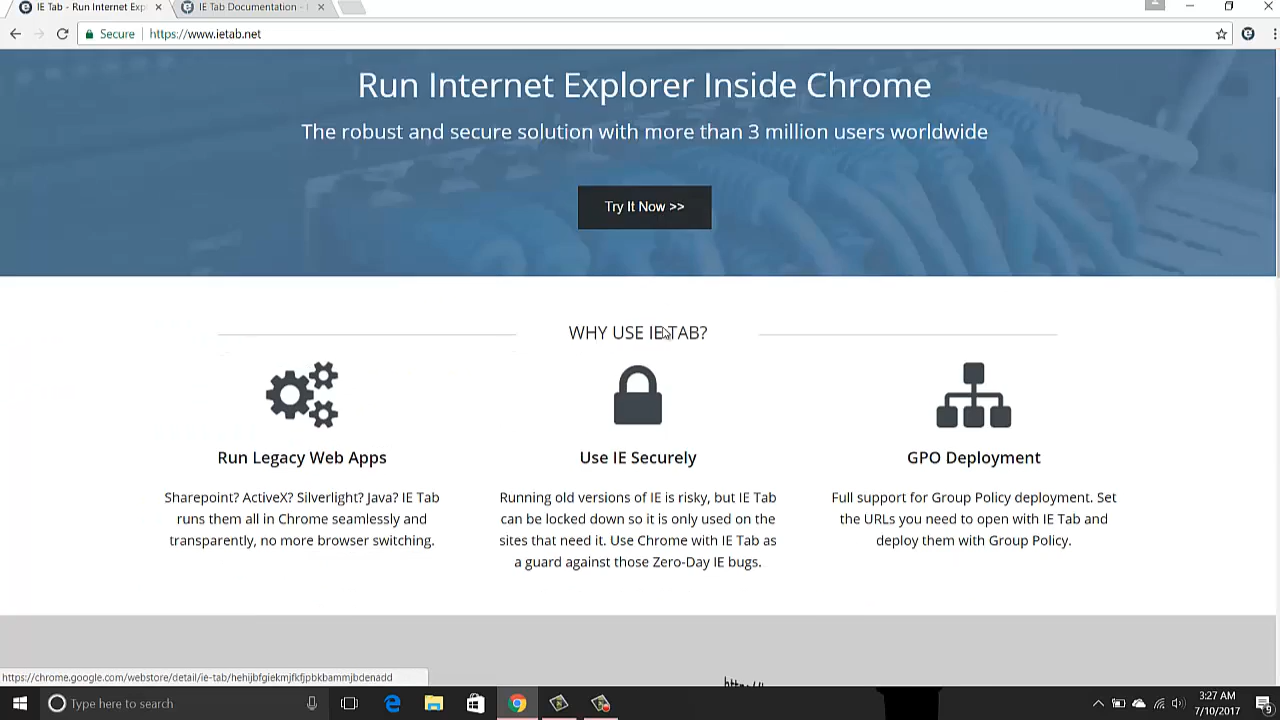 IE Tab - Run Internet Exp
IE Tab Documentation -
Secure
https://www.ietab.net
Run Internet Explorer Inside Chrome
The robust and secure solution with more than 3 million users worldwide
Try It Now >>
WHY USE IE TAB?
Run Legacy Web Apps
Sharepoint? ActiveX? Silverlight? Java? IE Tab
runs them all in Chrome seamlessly and
transparently, no more browser switching.
Use IE Securely
Running old versions of IE is risky, but IE Tab
can be locked down so it is only used on the
sites that need it. Use Chrome with IE Tab as
a guard against those Zero-Day IE bugs.
GPO Deployment
Full support for Group Policy deployment. Set
the URLs you need to open with IE Tab and
deploy them with Group Policy.
https://chrome.google.com/webstore/detail/ie-tab/hehijbfgiekmjfkfjpbkbammjbdenadd
Type here to search
3:27 AM
7/10/2017